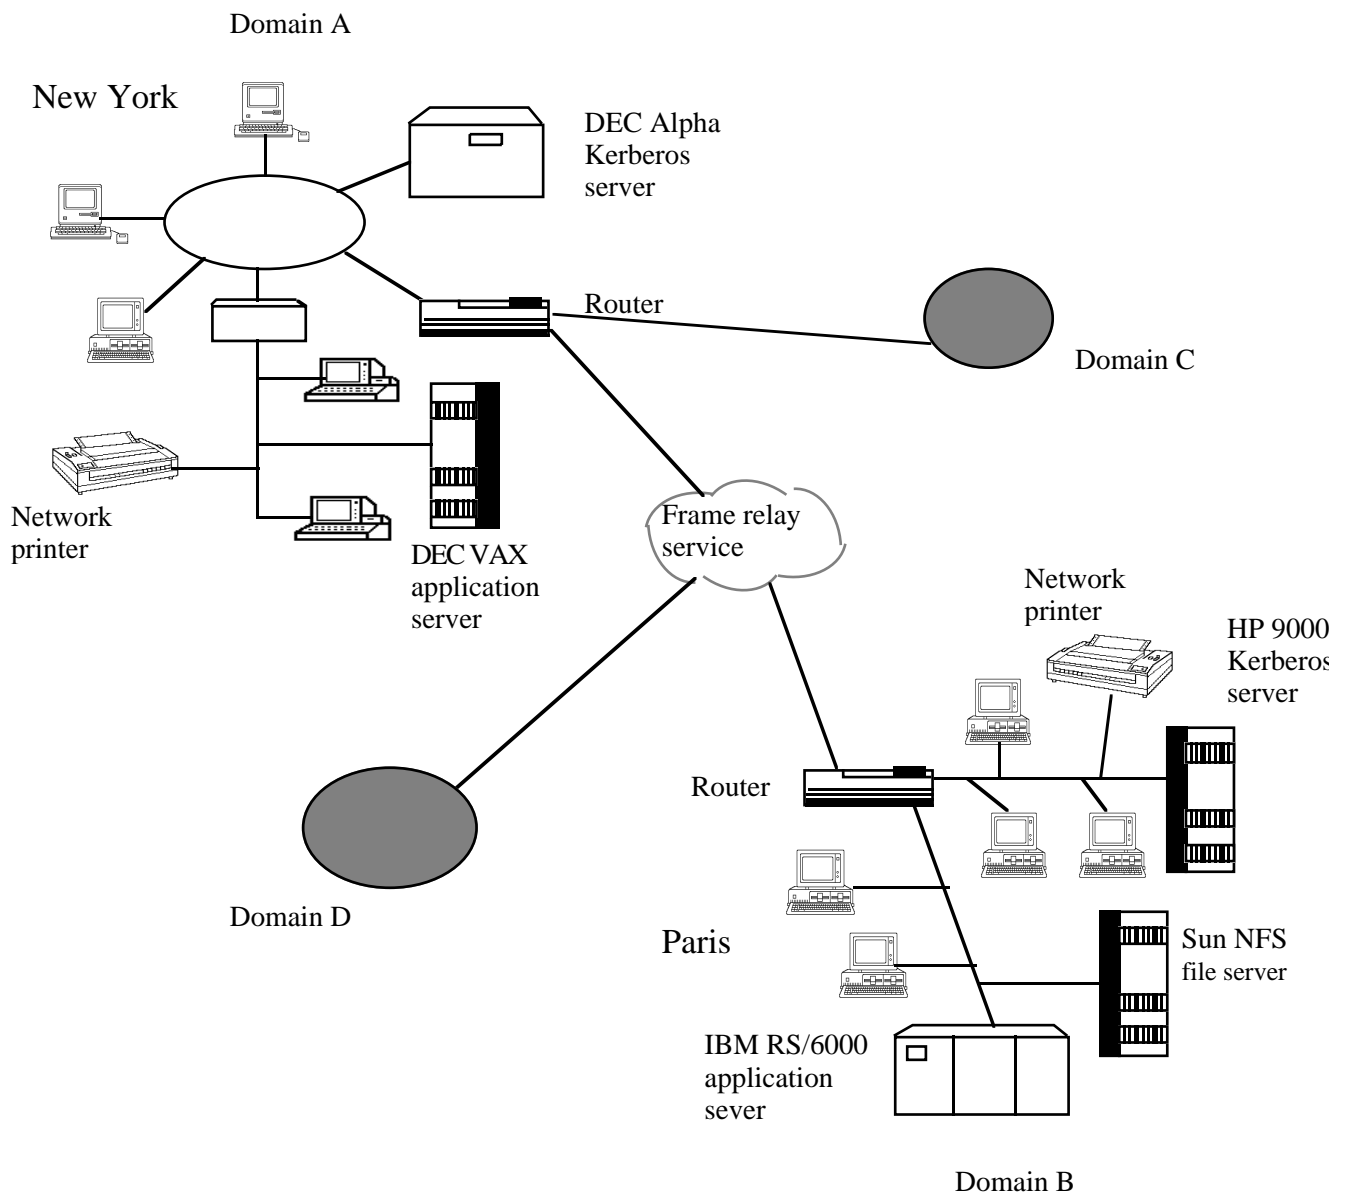 Domain A
New York
DEC Alpha
Kerberos
server
Router
Domain C
Network
printer
DEC VAX
application
server
Frame relay
service
Network
printer
HP 9000
Kerberos
server
Router
Domain D
Paris
Sun NFS
file server
IBM RS/6000
application
sever
Domain B